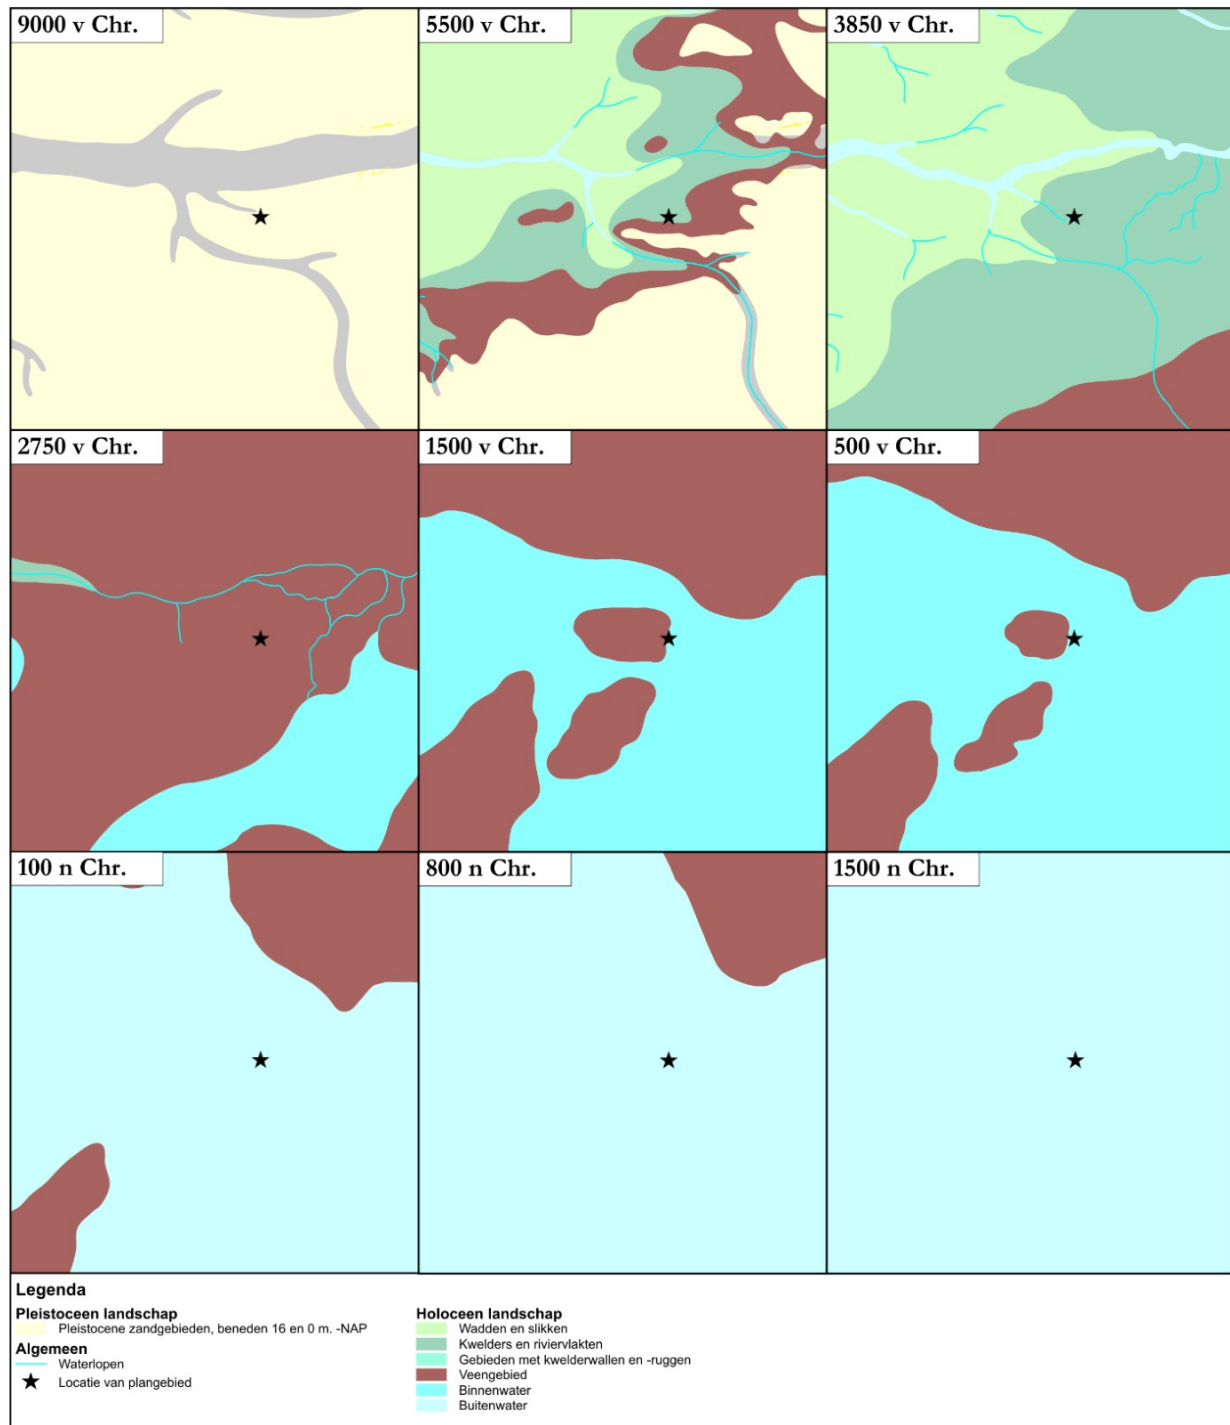 9000 v Chr.
5500 v Chr.
3850 v Chr.
2750 v Chr.
1500 v Chr.
500 v Chr.
100 n Chr.
800 n Chr.
1500 n Chr.
Legenda
Pleistoceen landschap
Pleistocene zandgebieden, beneden 16 en 0 m. -NAP
Algemeen
Waterlopen
Locatie van plangebied
Holoceen landschap
Wadden en slikken
Kwelders en riviervlakten
Gebieden met kwelderwallen en -ruggen
Veengebied
Binnenwater
Buitenwater